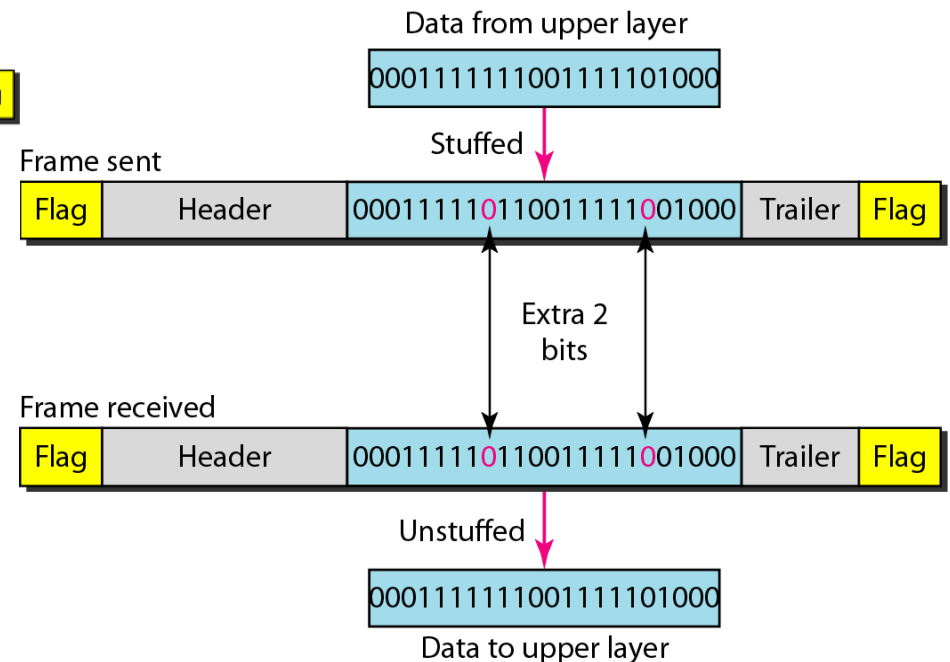 Data from upper layer
0001111111001111101000
Stuffed
Frame sent
Flag Header 000111110110011111001000 Trailer Flag
Extra 2
bits
Frame received
Flag Header 000111110110011111001000 Trailer Flag
Unstuffed
0001111111001111101000
Data to upper layer